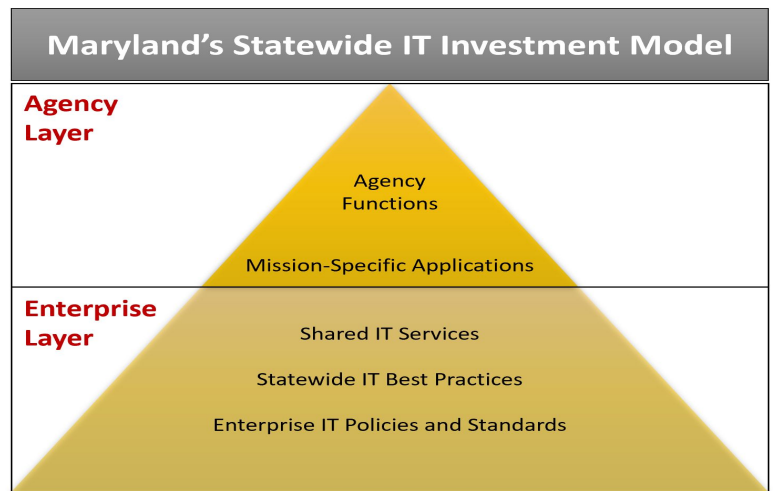 Maryland’s Statewide IT Investment Model
Agency
Layer
Agency
Functions
Mission-Specific Applications
Enterprise
Layer
Shared IT Services
Statewide IT Best Practices
Enterprise IT Policies and Standards